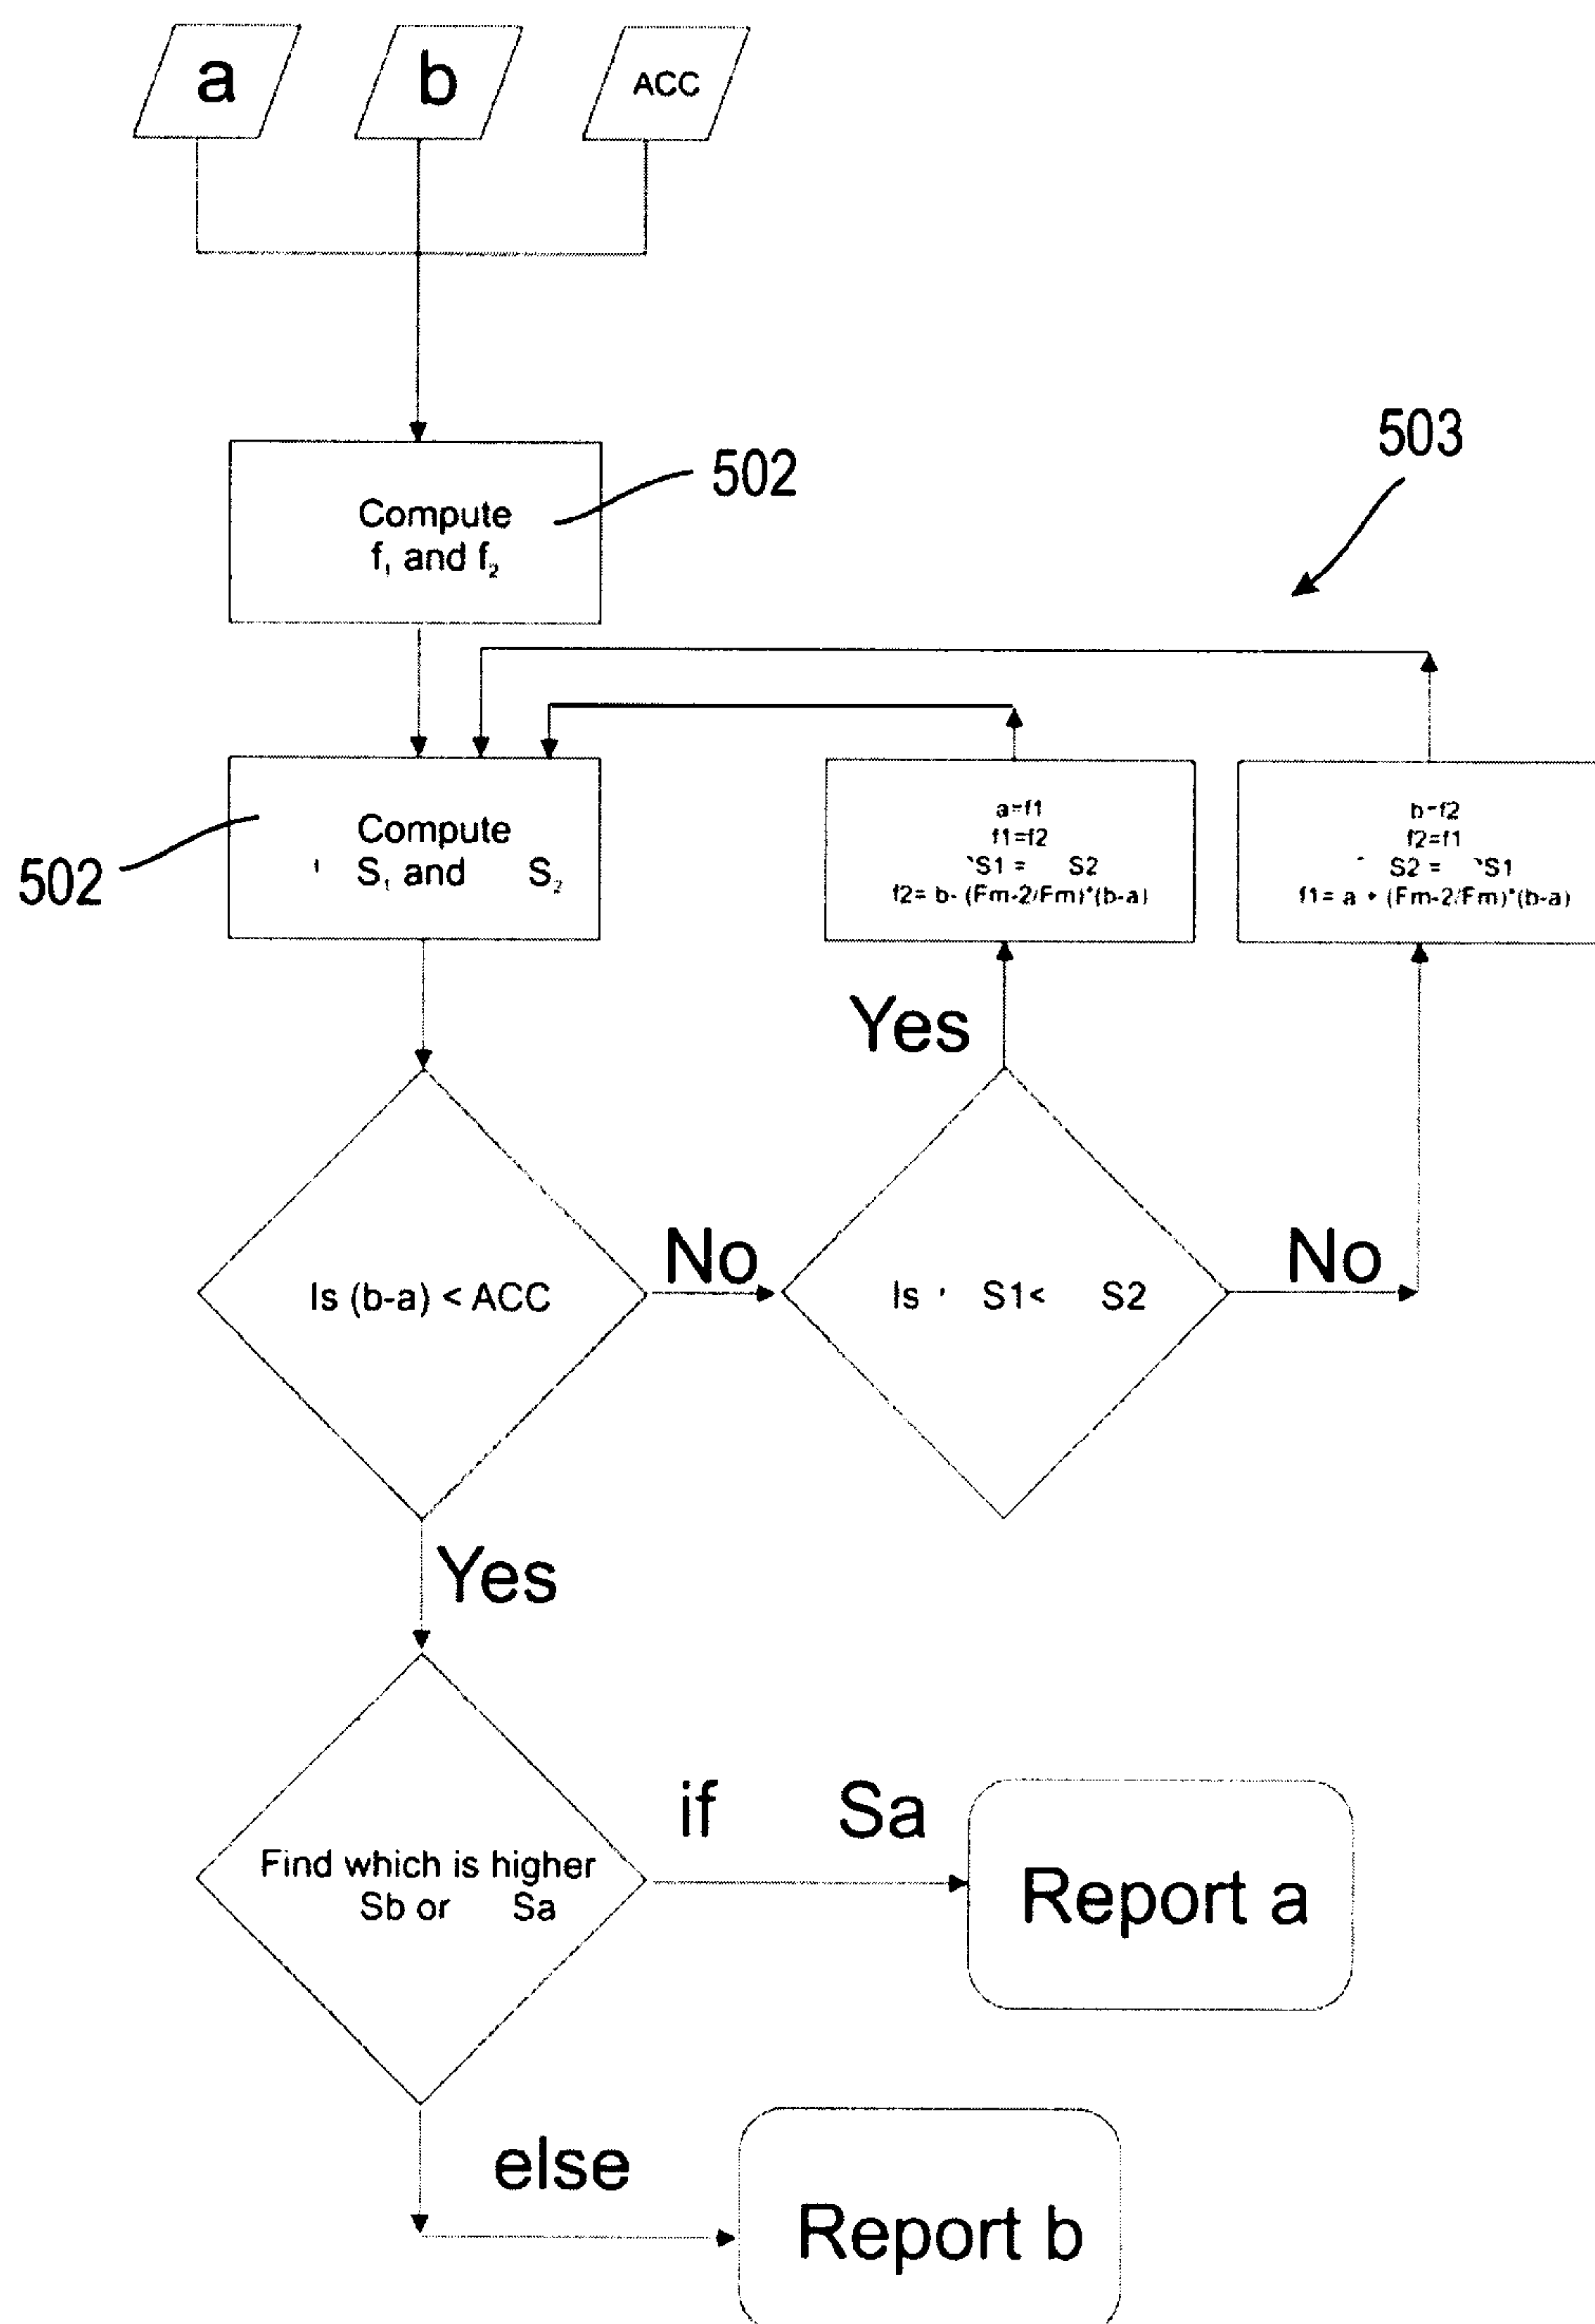 a
b
ACC
503
502
Compute
f₁ and f₂
502
Compute
S₁ and S₂
a=f1
f1=f2
S1 = S2
f2= b- (Fm-2/Fm)*(b-a)
b=f2
f2=f1
S2 = S1
f1= a + (Fm-2/Fm)*(b-a)
Yes
Is (b-a) < ACC
No
Is S1< S2
No
Yes
Find which is higher
Sb or Sa
if Sa
Report a
else
Report b